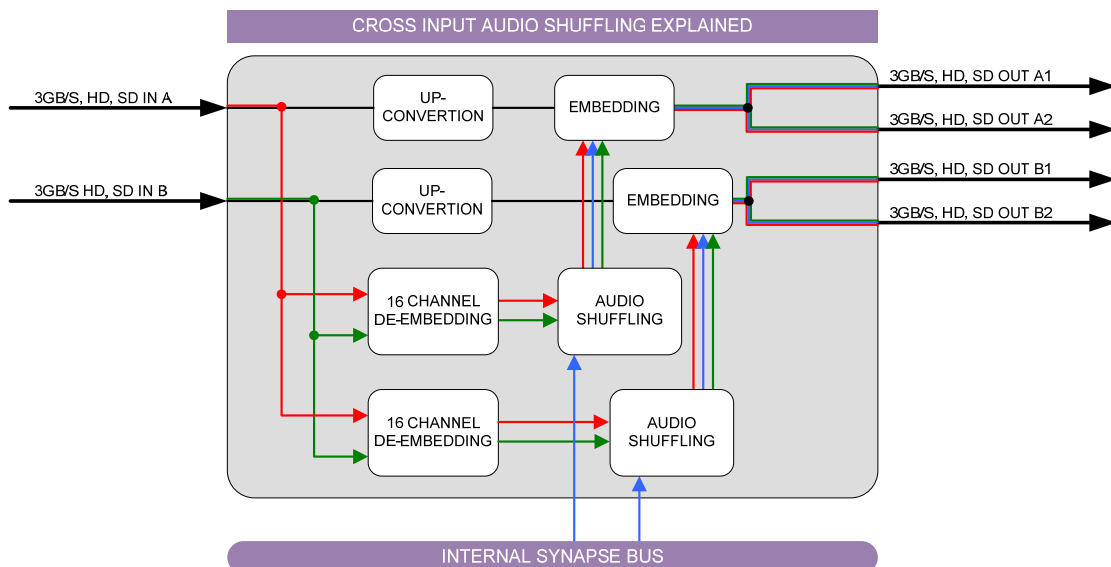 CROSS INPUT AUDIO SHUFFLING EXPLAINED
3GB/S, HD, SD IN A
UP-
CONVERTION
EMBEDDING
3GB/S, HD, SD OUT A1
3GB/S, HD, SD OUT A2
3GB/S HD, SD IN B
UP-
CONVERTION
EMBEDDING
3GB/S, HD, SD OUT B1
3GB/S, HD, SD OUT B2
16 CHANNEL
DE-EMBEDDING
AUDIO
SHUFFLING
16 CHANNEL
DE-EMBEDDING
AUDIO
SHUFFLING
INTERNAL SYNAPSE BUS